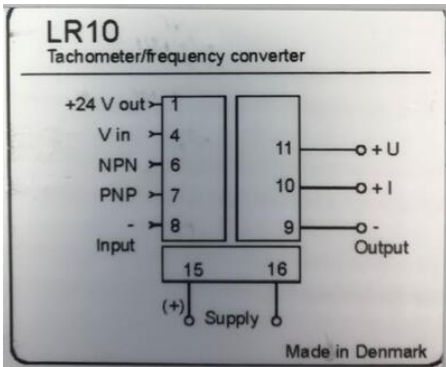 LR10
Tachometer/frequency converter
+24 V out 1
V in 4
NPN 6
PNP 7
- 8
Input
11 +U
10 +I
9 -
Output
15 16
(+) Supply
Made in Denmark